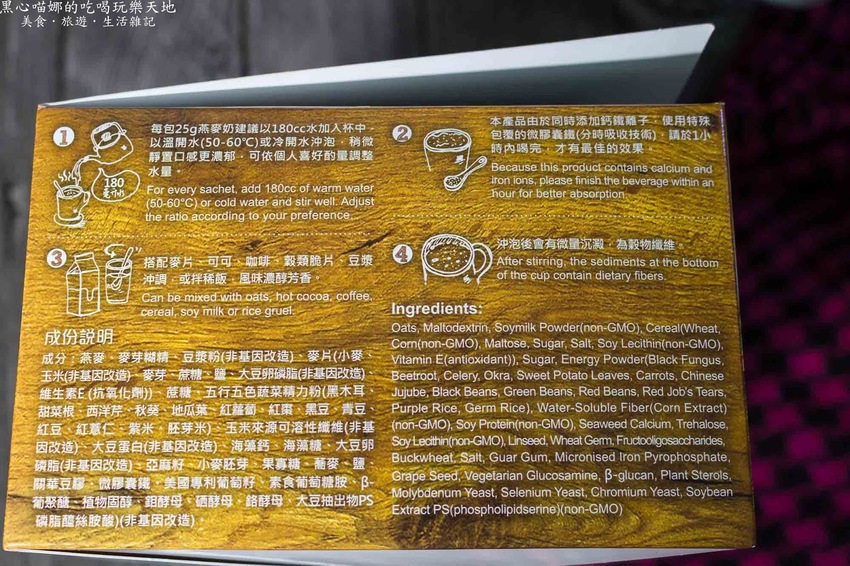 黑心喵娜的吃喝玩樂天地
美食・旅遊・生活雜記
1
每包25g燕麥奶建議以180cc水加入杯中,
以溫開水(50-60℃)或冷開水沖泡,稍微
靜置口感更濃郁,可依個人喜好酌量調整
水量。
For every sachet, add 180cc of warm water
(50-60℃) or cold water and stir well. Adjust
the ratio according to your preference.
180
2
本產品由於同時添加鈣鐵離子,使用特殊
包覆的微膠囊鐵(分時吸收技術),請於1小
時內喝完,才有最佳的效果。
Because this product contains calcium and
iron ions, please finish the beverage within an
hour for better absorption.
3
搭配麥片、可可、咖啡、穀類脆片、豆漿
沖調,或拌稀飯,風味濃醇芳香。
Can be mixed with oats, hot cocoa, coffee,
cereal, soy milk or rice gruel.
4
沖泡後會有微量沉澱,為穀物纖維。
After stirring, the sediments at the bottom
of the cup contain dietary fibers.
成份說明
成分:燕麥、麥芽糊精、豆漿粉(非基因改造)、麥片(小麥、
玉米(非基因改造)、麥芽、蔗糖、鹽、大豆卵磷脂(非基因改造)、
維生素E (抗氧化劑))、蔗糖、五行五色蔬菜精力粉(黑木耳、
甜菜根、西洋芹、秋葵、地瓜葉、紅蘿蔔、紅棗、黑豆、青豆、
紅豆、紅薏仁、紫米、胚芽米)、玉米來源可溶性纖維(非基
因改造)、大豆蛋白(非基因改造)、海藻鈣、海藻糖、大豆卵
磷脂(非基因改造)、亞麻籽、小麥胚芽、果寡糖、蕎麥、鹽、
關華豆膠、微膠囊鐵、美國專利葡萄籽、素食葡萄糖胺、β-
葡聚醣、植物固醇、鉬酵母、硒酵母、鉻酵母、大豆抽出物PS
(非基因改造)。
Ingredients:
Oats, Maltodextrin, Soymilk Powder(non-GMO), Cereal(Wheat,
Corn(non-GMO), Maltose, Sugar, Salt, Soy Lecithin(non-GMO),
Vitamin E(antioxidant)), Sugar, Energy Powder(Black Fungus,
Beetroot, Celery, Okra, Sweet Potato Leaves, Carrots, Chinese
Jujube, Black Beans, Green Beans, Red Beans, Red Job's Tears,
Purple Rice, Germ Rice), Water-Soluble Fiber(Corn Extract)
(non-GMO), Soy Protein(non-GMO), Seaweed Calcium, Trehalose,
Soy Lecithin(non-GMO), Linseed, Wheat Germ, Fructooligosaccharides,
Buckwheat, Salt, Guar Gum, Micronised Iron Pyrophosphate,
Grape Seed, Vegetarian Glucosamine, β-glucan, Plant Sterols,
Molybdenum Yeast, Selenium Yeast, Chromium Yeast, Soybean
Extract PS(phospholipidserine)(non-GMO)